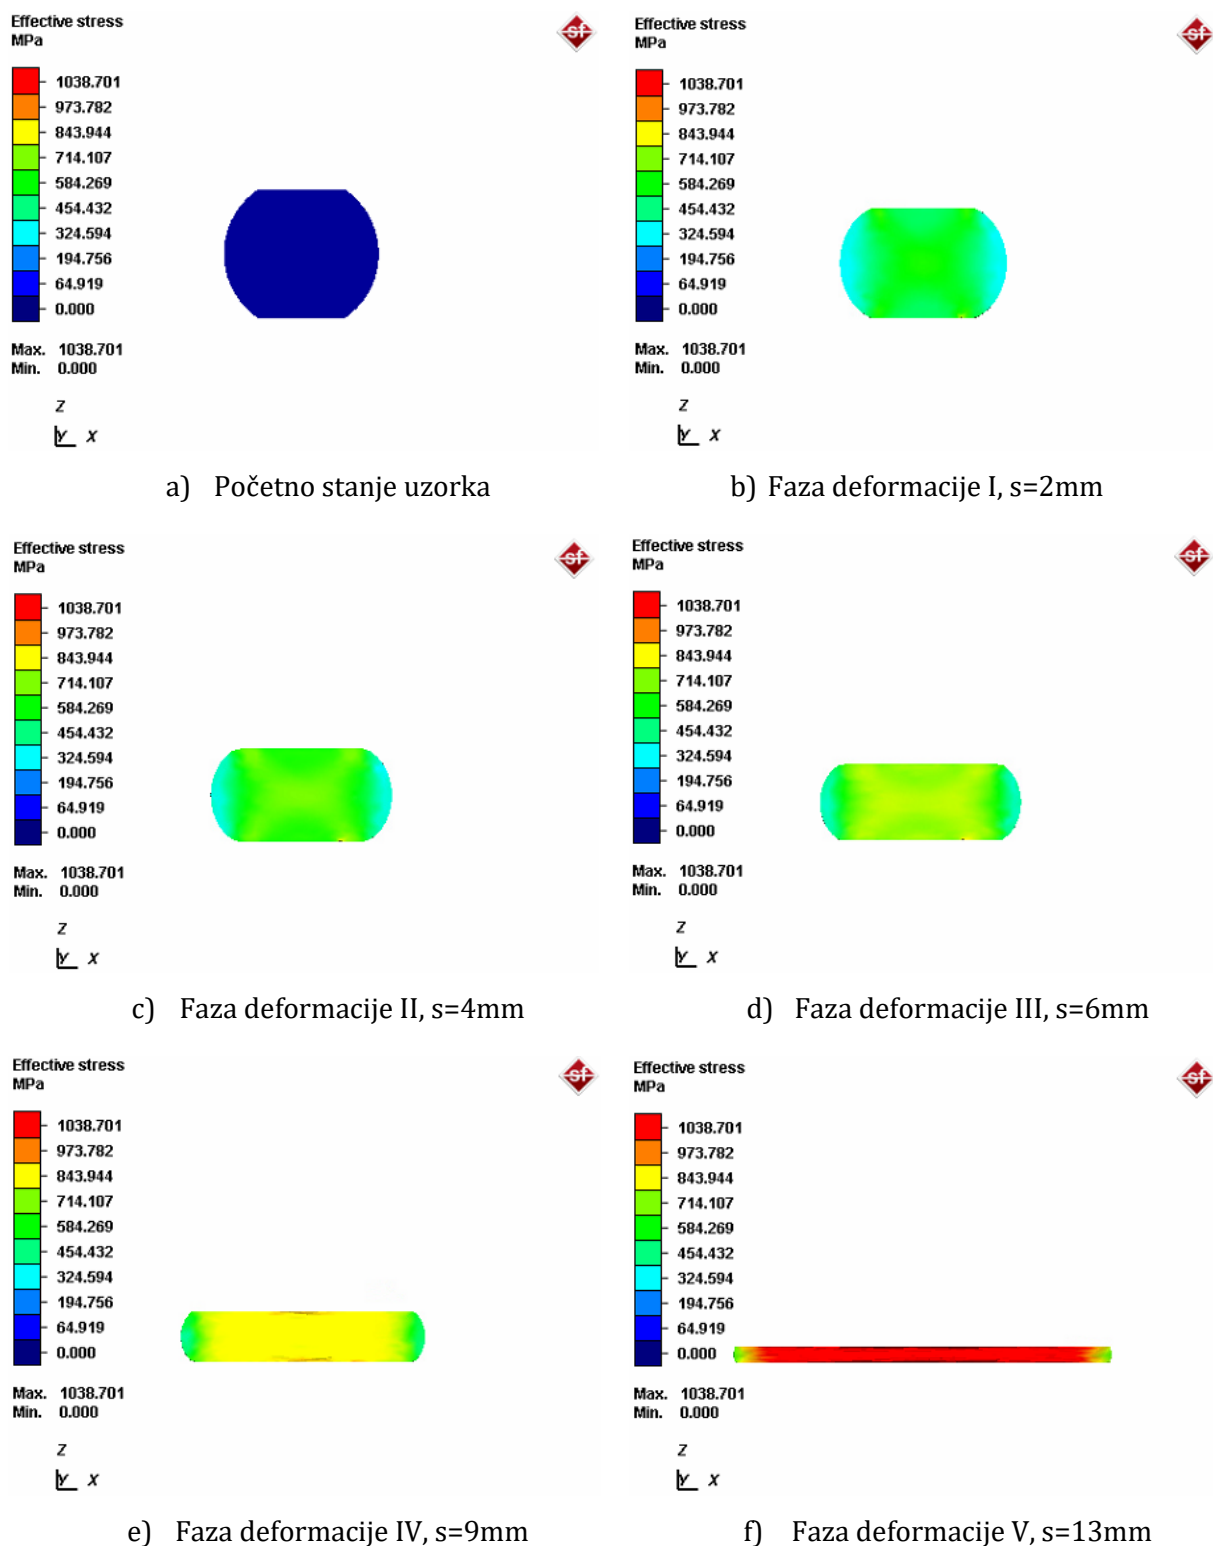 Effective stress
MPa
1038.701
973.782
843.944
714.107
584.269
454.432
324.594
194.756
64.919
0.000
Max. 1038.701
Min. 0.000
Z
Y X
sf
a) Početno stanje uzorka
Effective stress
MPa
1038.701
973.782
843.944
714.107
584.269
454.432
324.594
194.756
64.919
0.000
Max. 1038.701
Min. 0.000
Z
Y X
sf
b) Faza deformacije I, s=2mm
Effective stress
MPa
1038.701
973.782
843.944
714.107
584.269
454.432
324.594
194.756
64.919
0.000
Max. 1038.701
Min. 0.000
Z
Y X
sf
c) Faza deformacije II, s=4mm
Effective stress
MPa
1038.701
973.782
843.944
714.107
584.269
454.432
324.594
194.756
64.919
0.000
Max. 1038.701
Min. 0.000
Z
Y X
sf
d) Faza deformacije III, s=6mm
Effective stress
MPa
1038.701
973.782
843.944
714.107
584.269
454.432
324.594
194.756
64.919
0.000
Max. 1038.701
Min. 0.000
Z
Y X
sf
e) Faza deformacije IV, s=9mm
Effective stress
MPa
1038.701
973.782
843.944
714.107
584.269
454.432
324.594
194.756
64.919
0.000
Max. 1038.701
Min. 0.000
Z
Y X
sf
f) Faza deformacije V, s=13mm